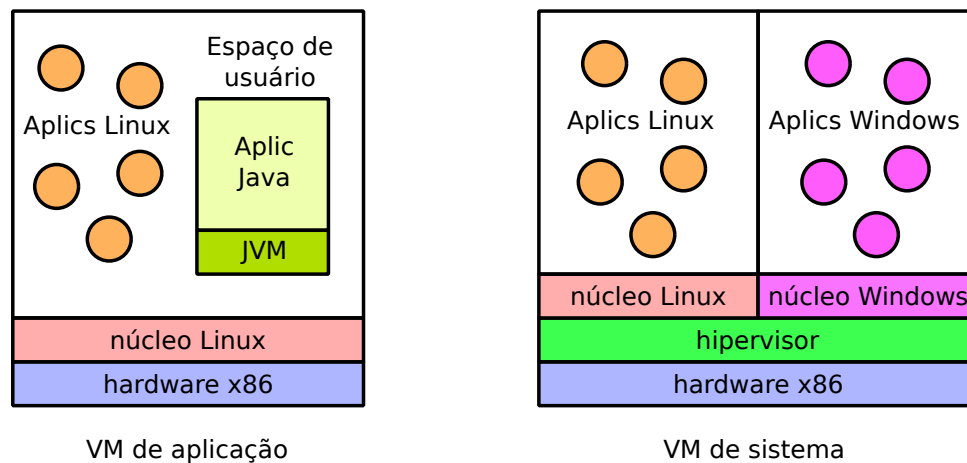 Espaço de
usuário
Aplics Linux
Aplic
Java
JVM
núcleo Linux
hardware x86
VM de aplicação
Aplics Linux
Aplics Windows
núcleo Linux
núcleo Windows
hipervisor
hardware x86
VM de sistema